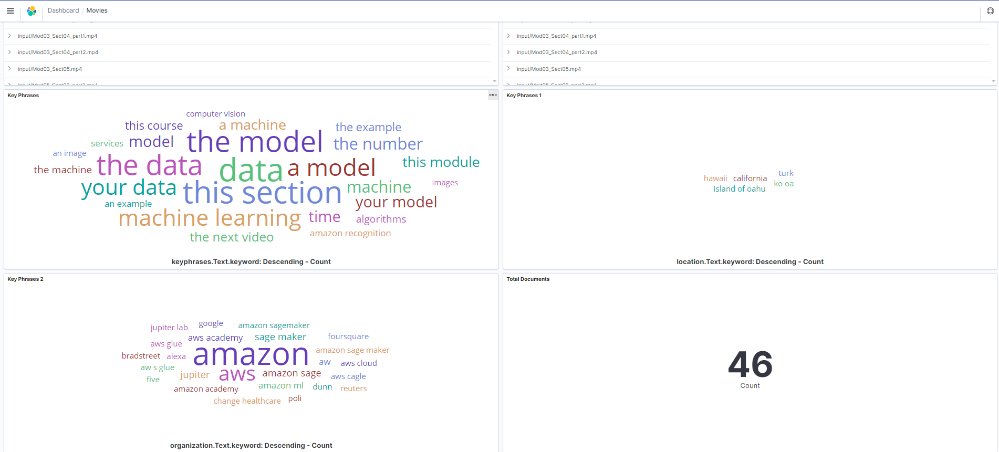 Dashboard / Movies
input/Mod03_Sect04_part1.mp4
input/Mod03_Sect04_part1.mp4
input/Mod03_Sect04_part2.mp4
input/Mod03_Sect04_part2.mp4
input/Mod03_Sect05.mp4
input/Mod03_Sect05.mp4
Key Phrases
computer vision
this course
a machine
the example
services
model
the model
the number
an image
the data
data
a model
this module
the machine
your data
this section
machine
images
an example
your model
machine learning
time
algorithms
the next video
amazon recognition
keyphrases.Text.keyword: Descending - Count
Key Phrases 1
turk
hawaii
california
ko oa
island of oahu
location.Text.keyword: Descending - Count
Key Phrases 2
jupiter lab
google
amazon sagemaker
aws academy
sage maker
foursquare
aws glue
amazon
amazon sage maker
bradstreet
alexa
aw
aws cloud
aw s glue
five
jupiter
aws
amazon sage
aws cagle
amazon academy
amazon ml
dunn
reuters
change healthcare
poli
organization.Text.keyword: Descending - Count
Total Documents
46
Count